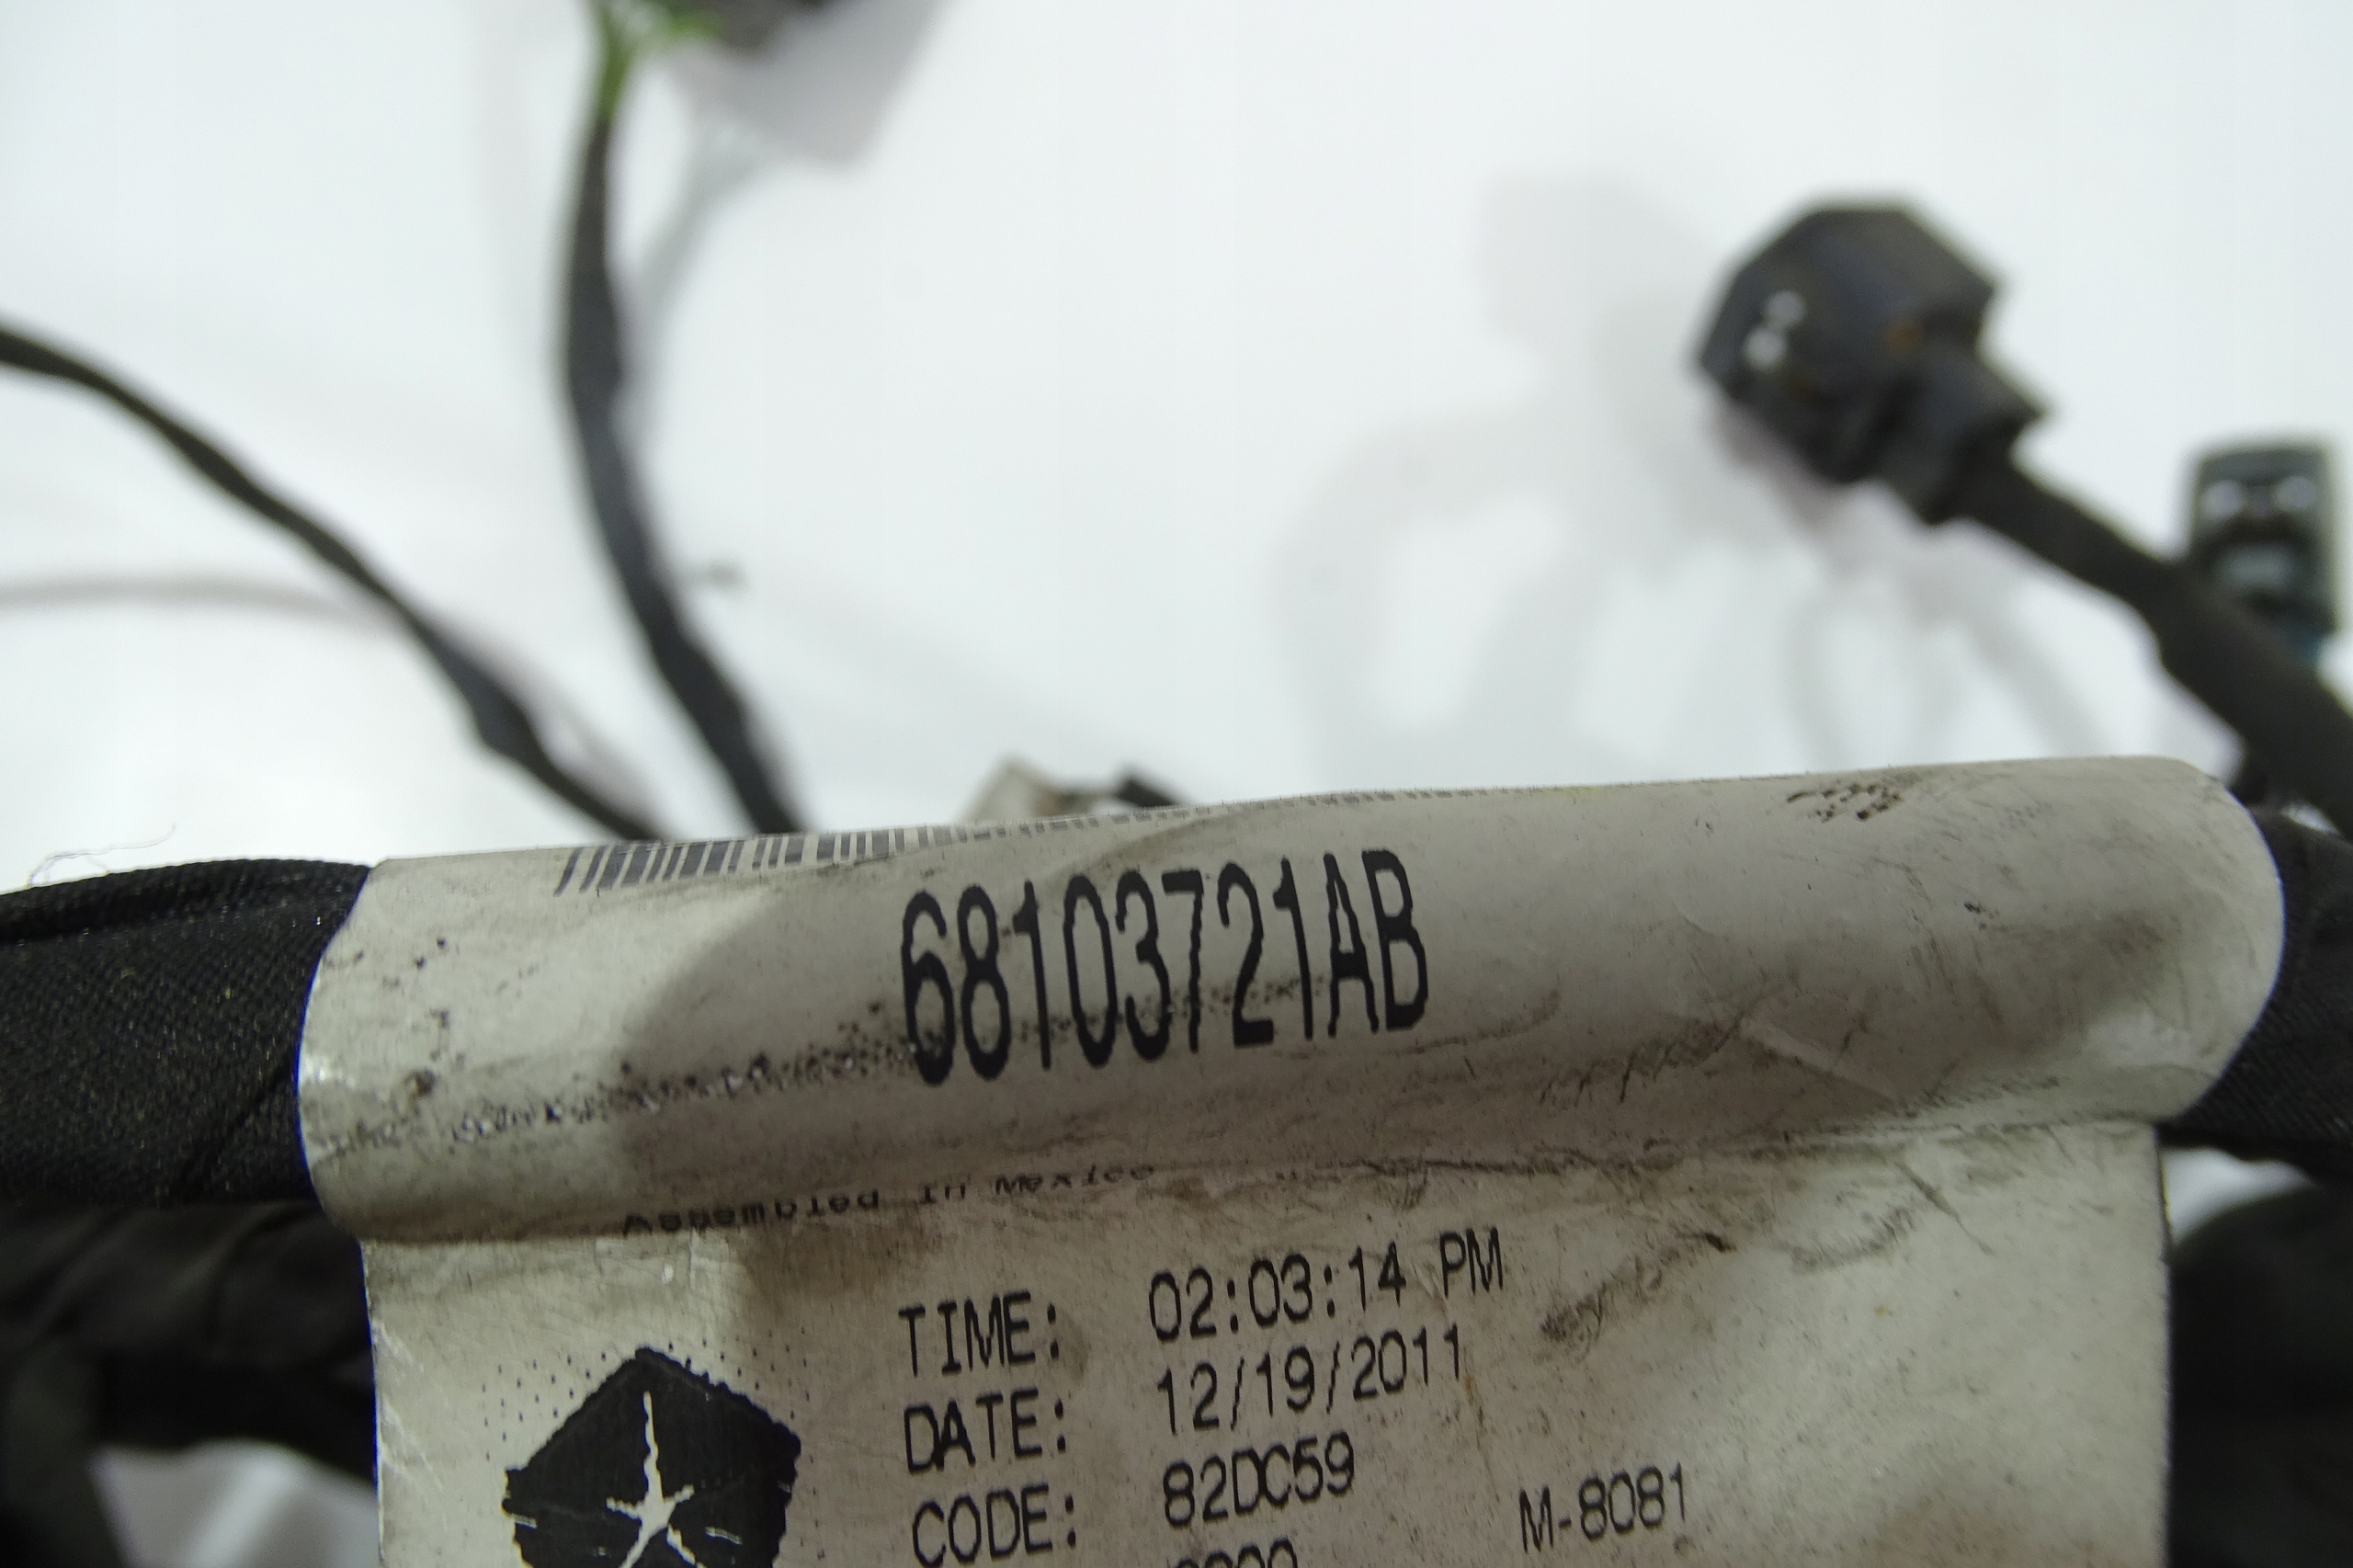 68103721AB
Assembled in Mexico
TIME: 02:03:14 PM
DATE: 12/19/2011
CODE: 82DC59
M-8081